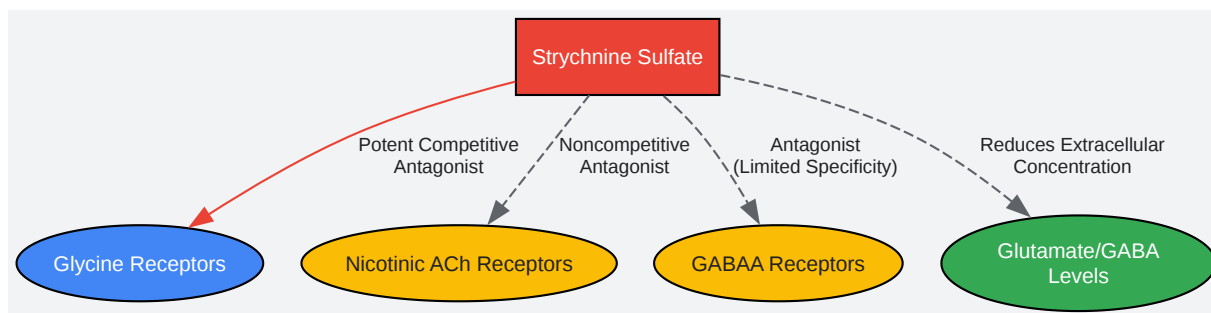 Strychnine Sulfate
Potent Competitive
Antagonist
Noncompetitive
Antagonist
Antagonist
(Limited Specificity)
Reduces Extracellular
Concentration
Glycine Receptors
Nicotinic ACh Receptors
GABAA Receptors
Glutamate/GABA
Levels